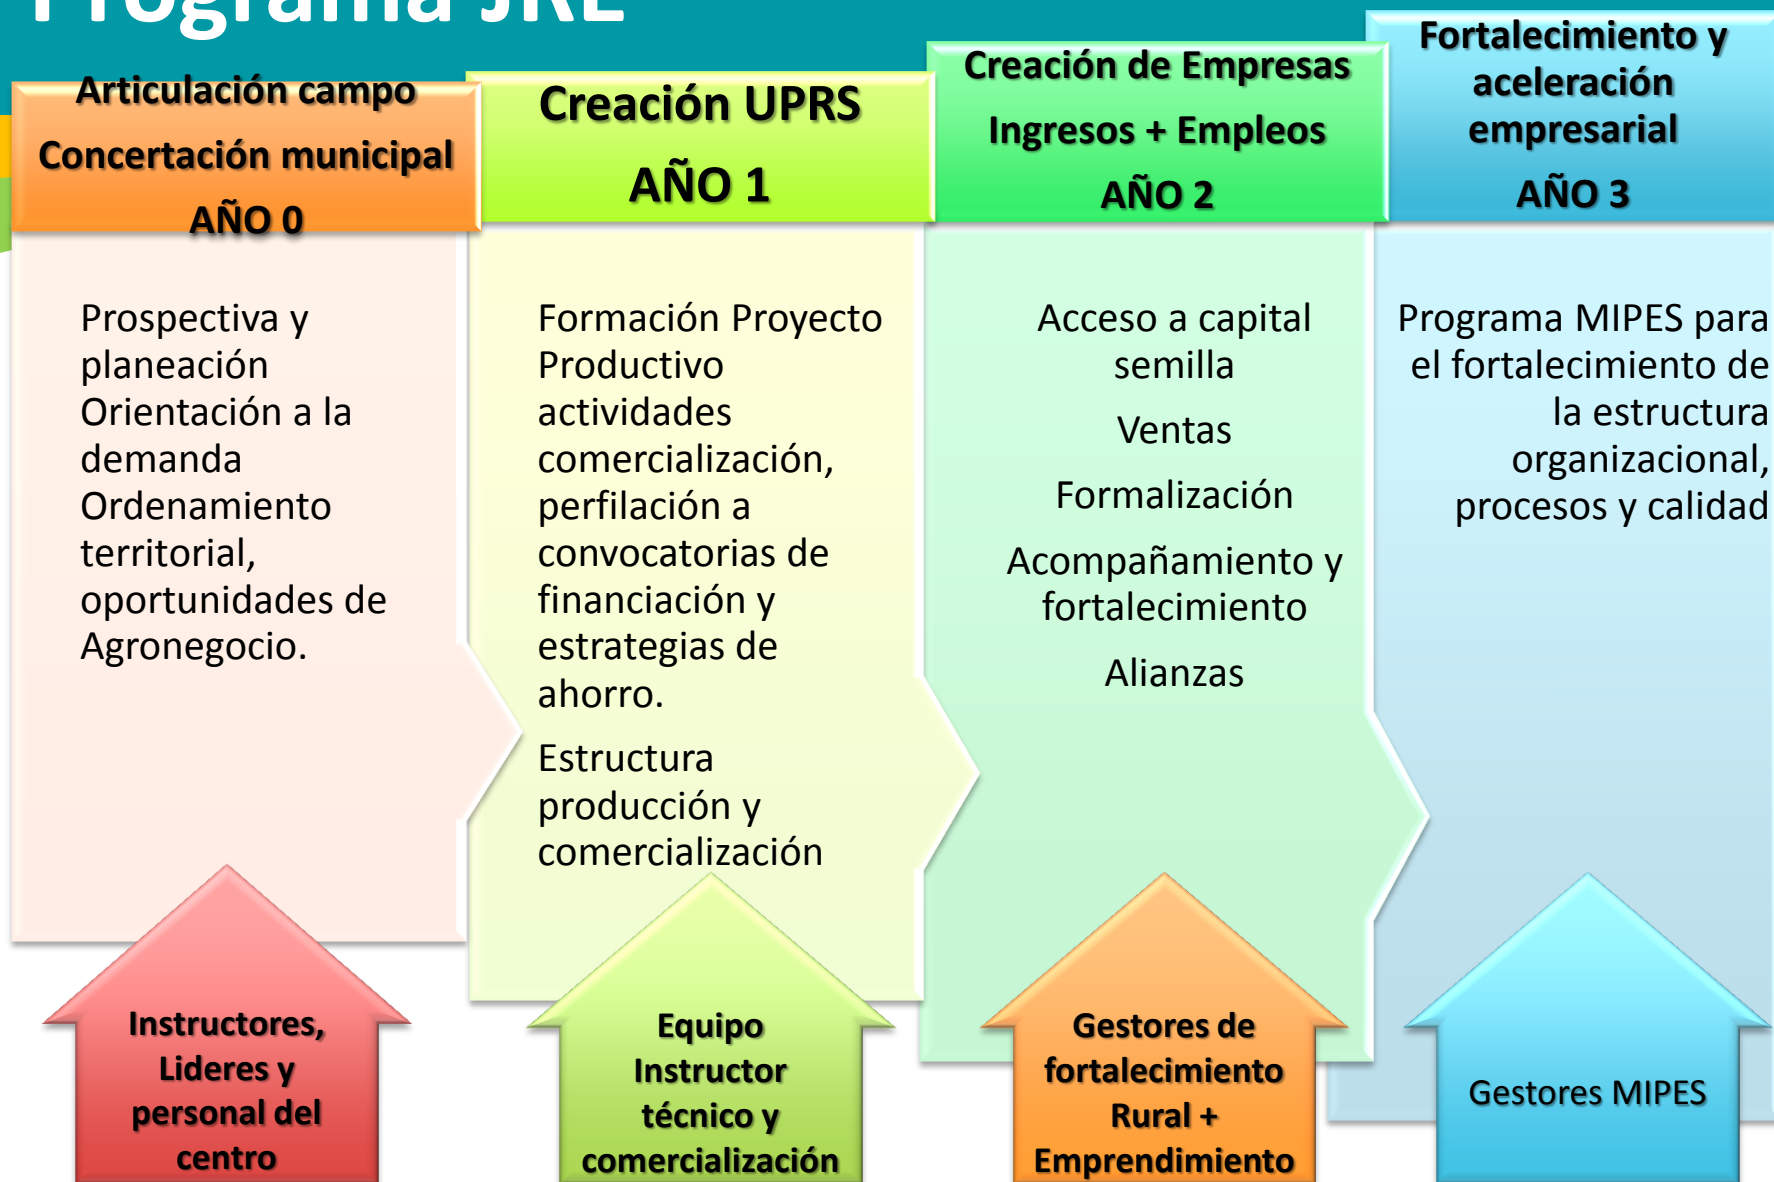 Programa JRE
Articulación campo
Concertación municipal
AÑO 0
Prospectiva y
planeación
Orientación a la
demanda
Ordenamiento
territorial,
oportunidades de
Agronegocio.
Instructores,
Lideres y
personal del
centro
Creación UPRS
AÑO 1
Formación Proyecto
Productivo
actividades
comercialización,
perfilación a
convocatorias de
financiación y
estrategias de
ahorro.
Estructura
producción y
comercialización
Equipo
Instructor
técnico y
comercialización
Creación de Empresas
Ingresos + Empleos
AÑO 2
Acceso a capital
semilla
Ventas
Formalización
Acompañamiento y
fortalecimiento
Alianzas
Gestores de
fortalecimiento
Rural +
Emprendimiento
Fortalecimiento y
aceleración
empresarial
AÑO 3
Programa MIPES para
el fortalecimiento de
la estructura
organizacional,
procesos y calidad
Gestores MIPES